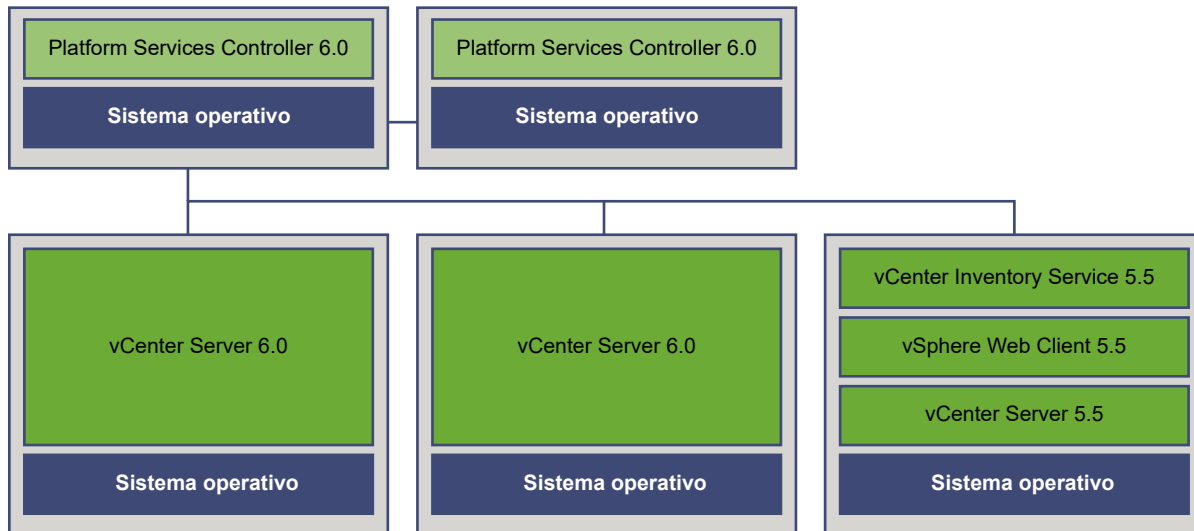 Platform Services Controller 6.0
Platform Services Controller 6.0
Sistema operativo
Sistema operativo
vCenter Server 6.0
Sistema operativo
vCenter Server 6.0
Sistema operativo
vCenter Inventory Service 5.5
vSphere Web Client 5.5
vCenter Server 5.5
Sistema operativo